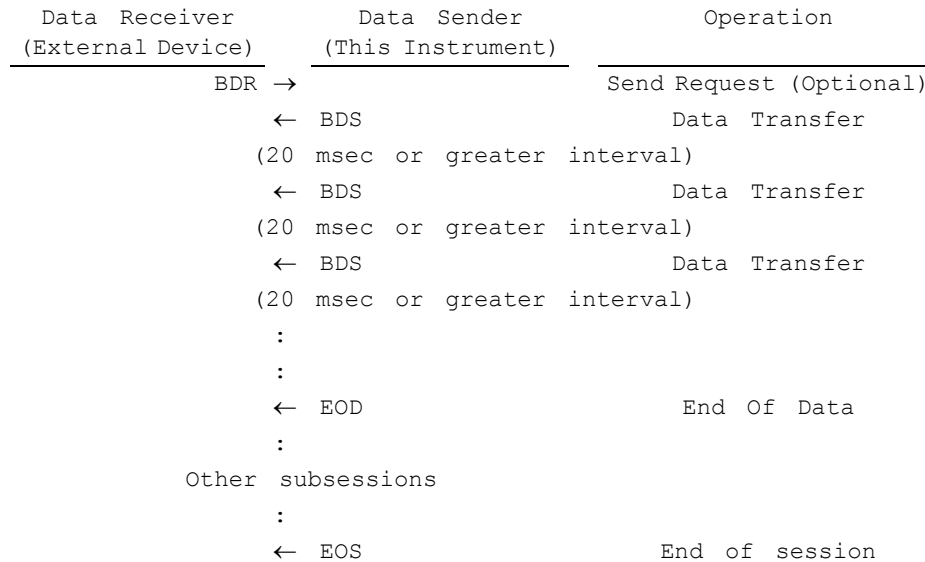 Data Receiver Data Sender Operation
(External Device) (This Instrument)
BDR → Send Request (Optional)
← BDS Data Transfer
(20 msec or greater interval)
← BDS Data Transfer
(20 msec or greater interval)
← BDS Data Transfer
(20 msec or greater interval)
:
:
← EOD End Of Data
:
Other subsessions
:
← EOS End of session